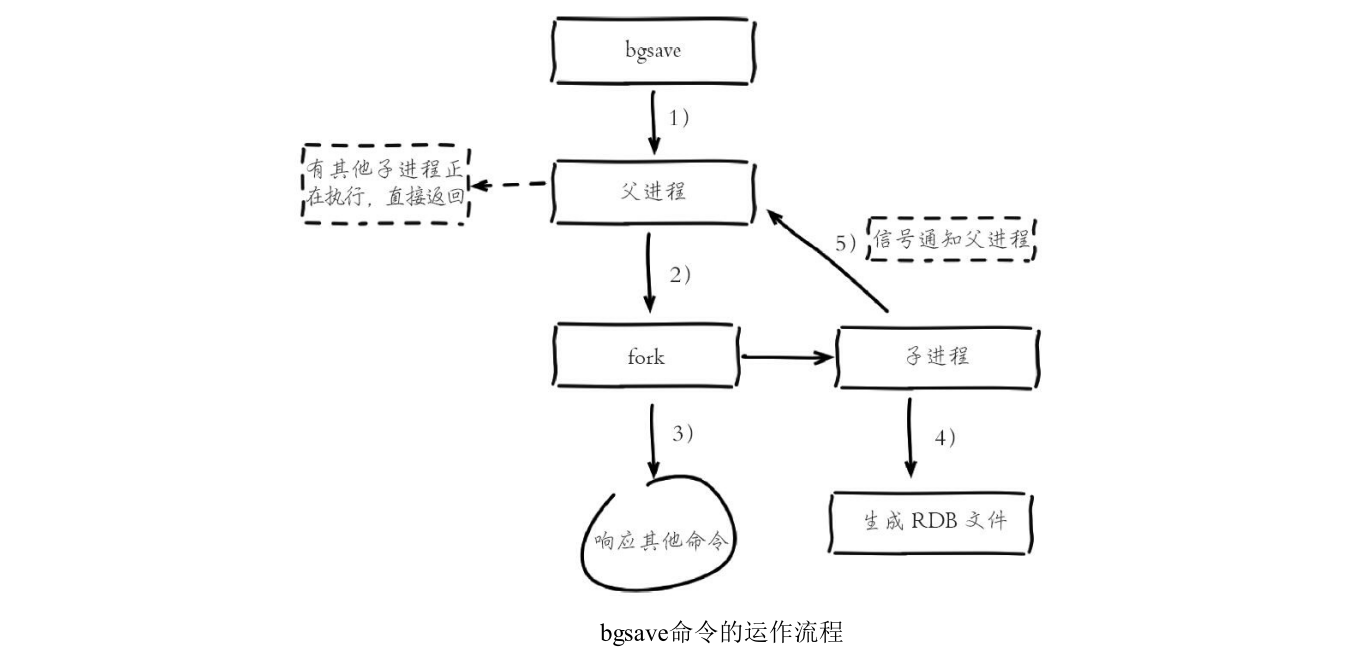 bgsave
1)
有其他子进程正
在执行，直接返回
父进程
5)
信号通知父进程
2)
fork
子进程
3)
4)
生成 RDB 文件
响应其他命令
bgsave命令的运作流程